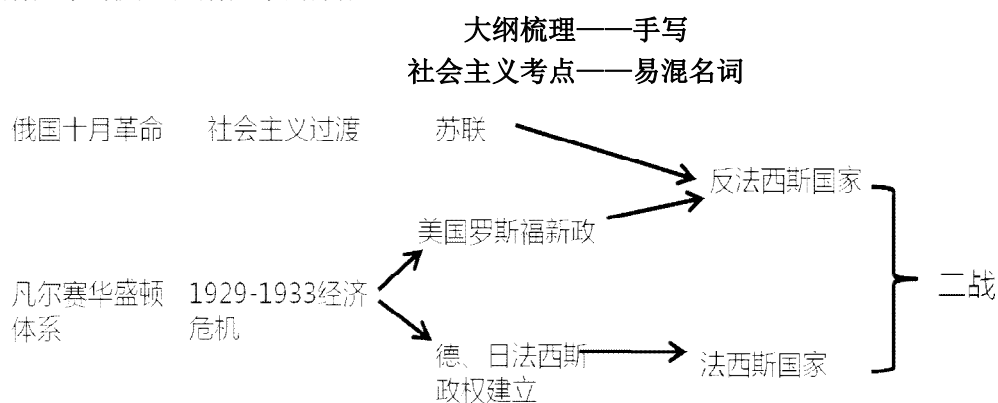 大纲梳理——手写
社会主义考点——易混名词
俄国十月革命 社会主义过渡 苏联
反法西斯国家
美国罗斯福新政
凡尔赛华盛顿
体系
1929-1933经济
危机
二战
德、日法西斯
政权建立
法西斯国家